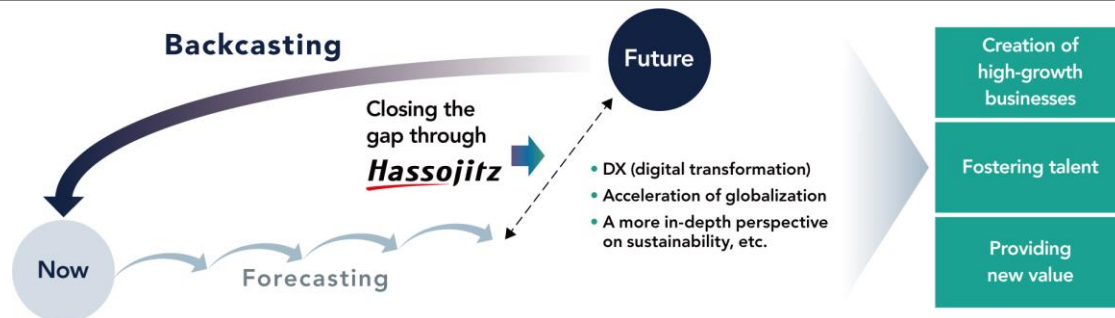 Backcasting
Future
Closing the
gap through
Hassojitz
• DX (digital transformation)
• Acceleration of globalization
• A more in-depth perspective
on sustainability, etc.
Now
Forecasting
Creation of
high-growth
businesses
Fostering talent
Providing
new value